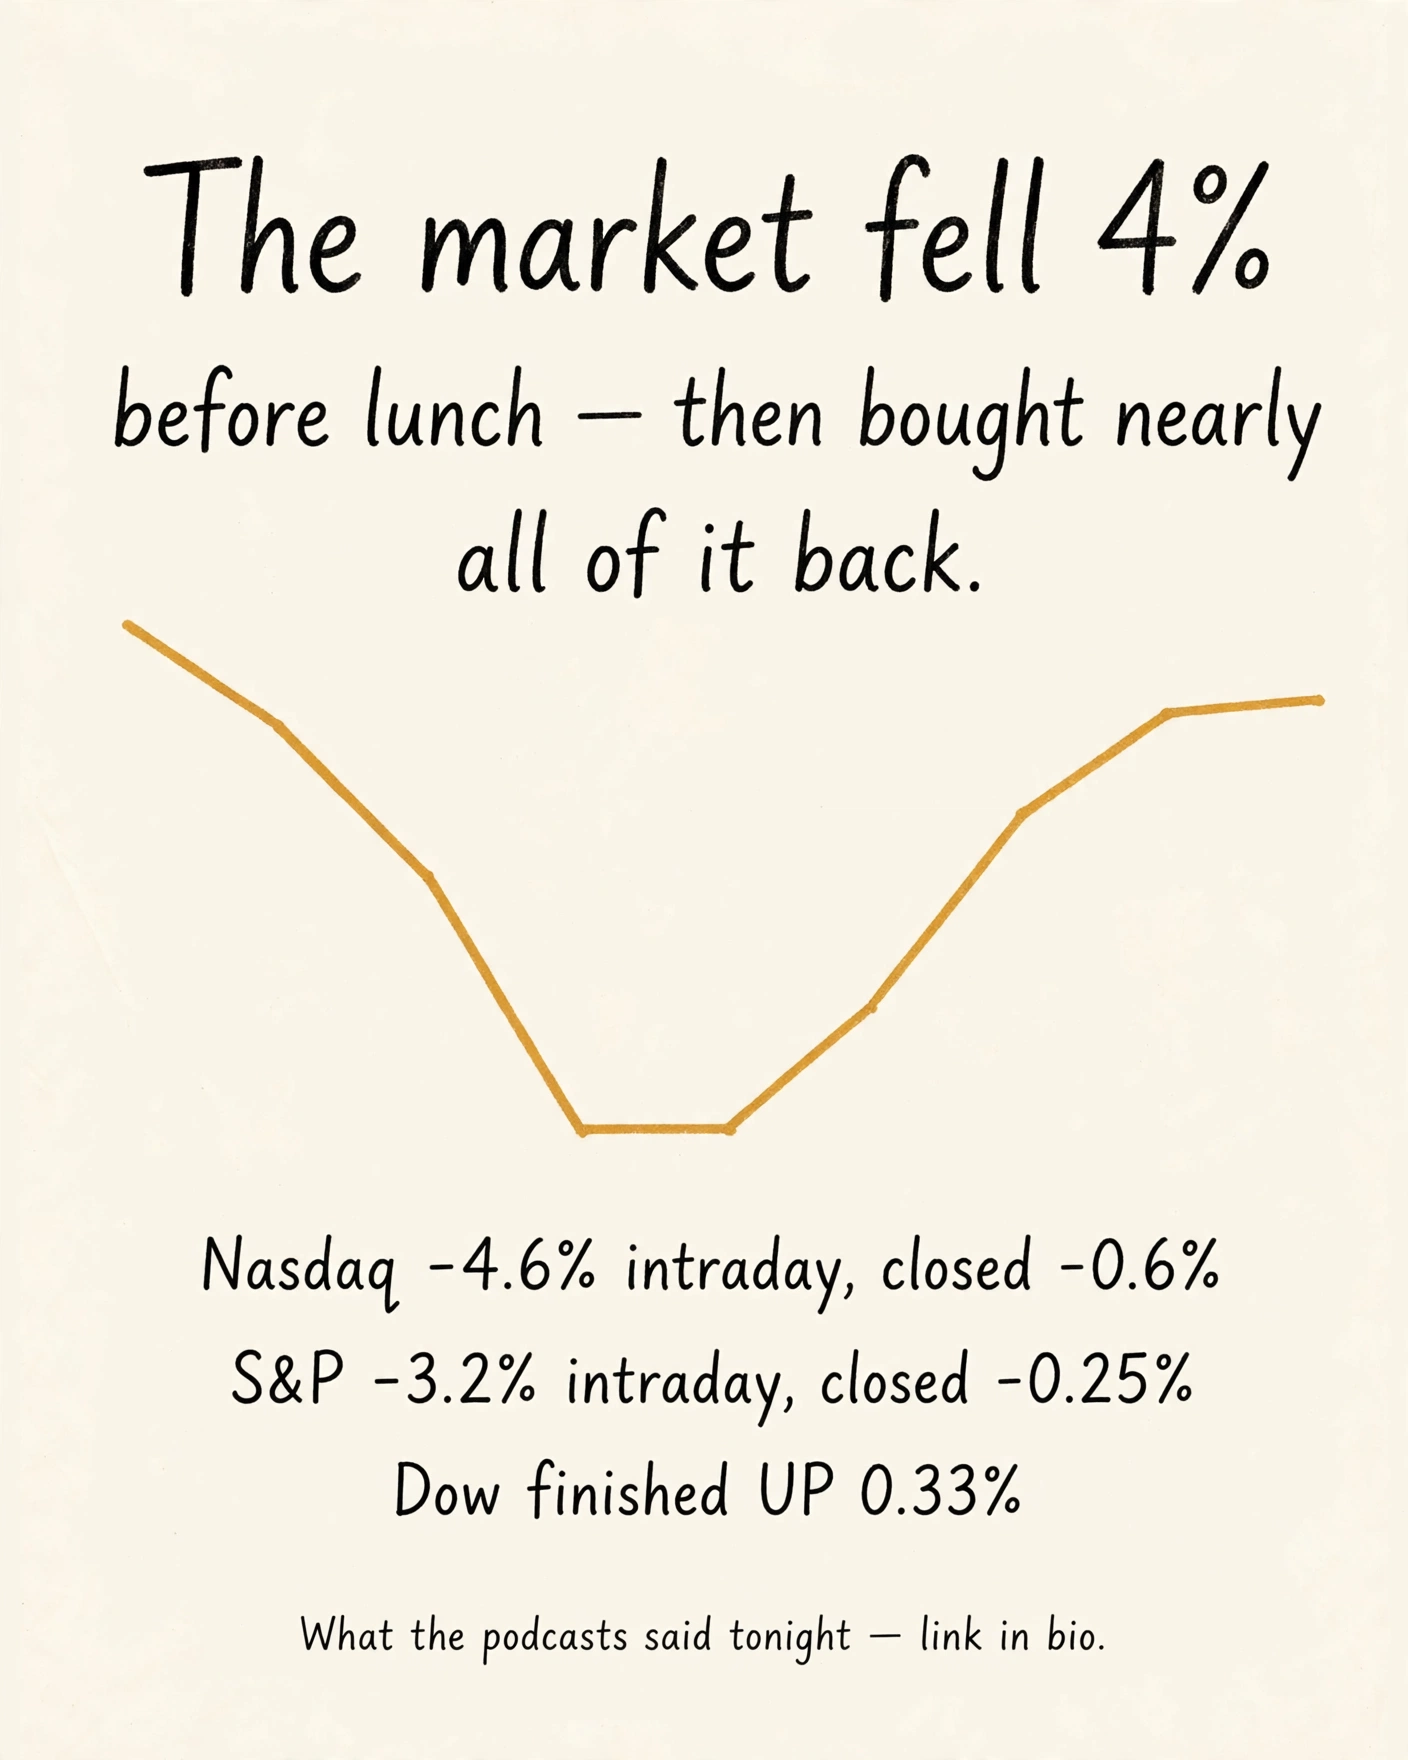 The market fell 4%
before lunch — then bought nearly
all of it back.
Nasdaq -4.6% intraday, closed -0.6%
S&P -3.2% intraday, closed -0.25%
Dow finished UP 0.33%
What the podcasts said tonight — link in bio.